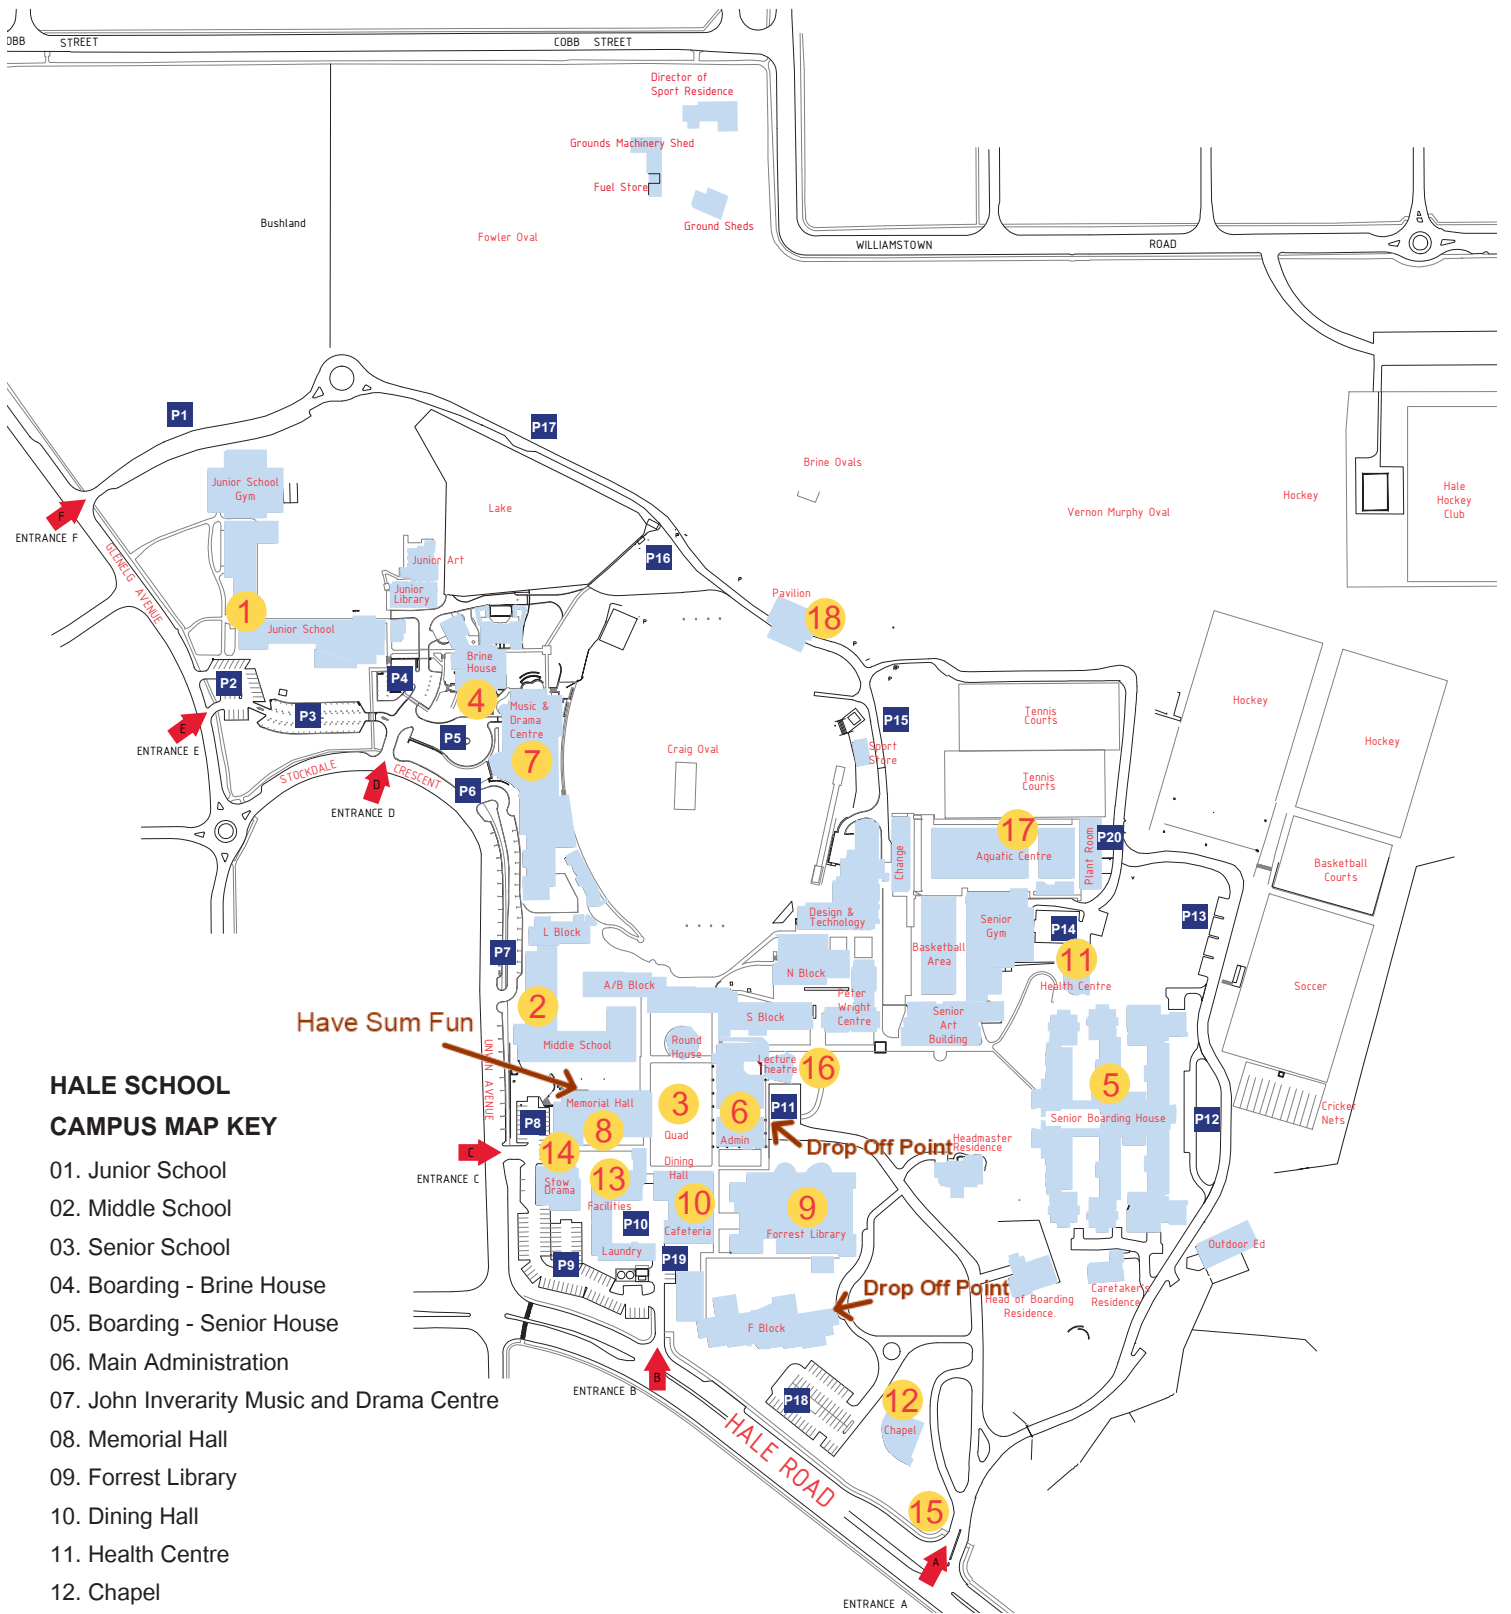 OBB STREET
COBB STREET
Director of
Sport Residence
Grounds Machinery Shed
Fuel Store
Ground Sheds
Bushland
Fowler Oval
WILLIAMSTOWN ROAD
P1
P17
Brine Ovals
Vernon Murphy Oval
Hockey
Hale
Hockey
Club
Junior School
Gym
Lake
F
ENTRANCE F
GLENELG AVENUE
Junior Art
Junior
Library
P16
Pavilion
18
1
Junior School
Brine
House
4
P2
P3
P4
P5
P6
E
ENTRANCE E
STOCKDALE CRESCENT
D
ENTRANCE D
Music &
Drama
Centre
7
Craig Oval
Sport
Store
P15
Tennis
Courts
Tennis
Courts
Hockey
Hockey
17
Aquatic Centre
Change
Plant Room
P20
Basketball
Courts
Design &
Technology
Senior
Gym
P14
P13
Basketball
Area
11
Health Centre
L Block
P7
N Block
A/B Block
Peter
Wright
Centre
Soccer
2
S Block
Senior
Art
Building
Have Sum Fun
Middle School
Round
House
Lecture
Theatre
16
UNWIN AVENUE
5
Senior Boarding House
P12
Cricket
Nets
Memorial Hall
8
3
Quad
6
Admin
P11
Drop Off Point
Headmaster
Residence
P8
C
ENTRANCE C
14
Stow
Drama
13
Facilities
Dining
Hall
10
Cafeteria
9
Forrest Library
P10
Laundry
P9
P19
Outdoor Ed
Drop Off Point
Head of Boarding
Residence.
Caretaker's
Residence
F Block
B
ENTRANCE B
P18
12
Chapel
HALE ROAD
15
A
ENTRANCE A
HALE SCHOOL
CAMPUS MAP KEY
01. Junior School
02. Middle School
03. Senior School
04. Boarding - Brine House
05. Boarding - Senior House
06. Main Administration
07. John Inverarity Music and Drama Centre
08. Memorial Hall
09. Forrest Library
10. Dining Hall
11. Health Centre
12. Chapel